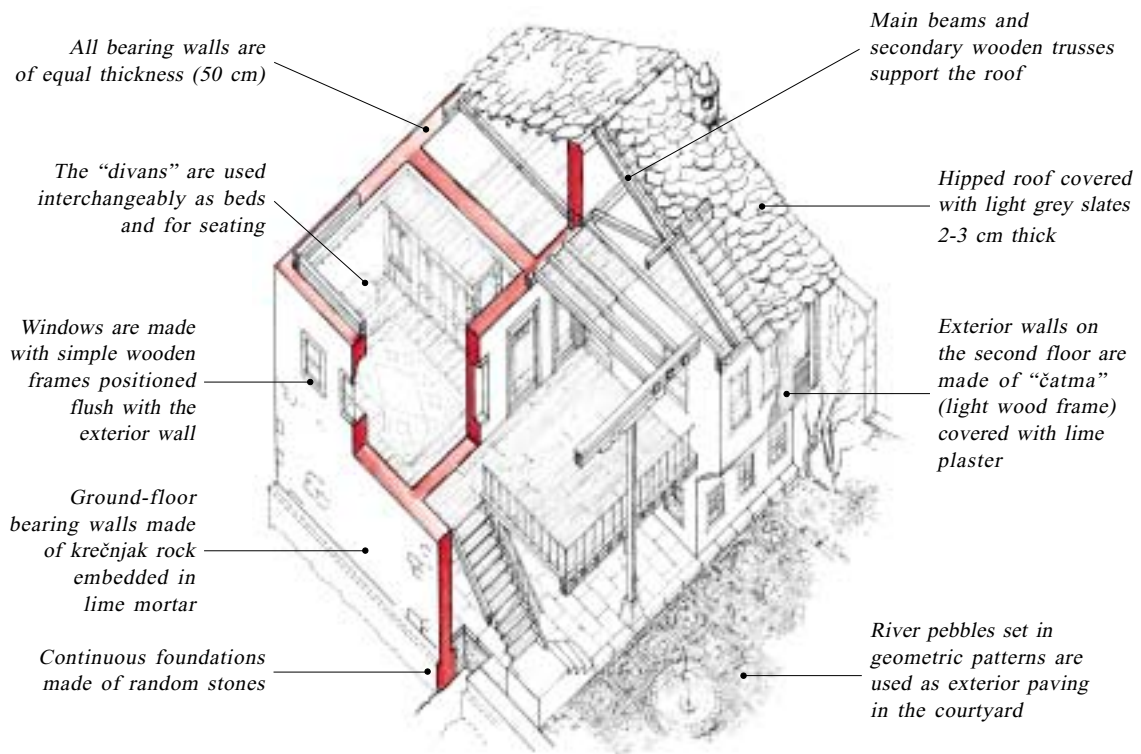 All bearing walls are
of equal thickness (50 cm)
The “divans” are used
interchangeably as beds
and for seating
Windows are made
with simple wooden
frames positioned
flush with the
exterior wall
Ground-floor
bearing walls made
of krečnjak rock
embedded in
lime mortar
Continuous foundations
made of random stones
Main beams and
secondary wooden trusses
support the roof
Hipped roof covered
with light grey slates
2-3 cm thick
Exterior walls on
the second floor are
made of “čatma”
(light wood frame)
covered with lime
plaster
River pebbles set in
geometric patterns are
used as exterior paving
in the courtyard